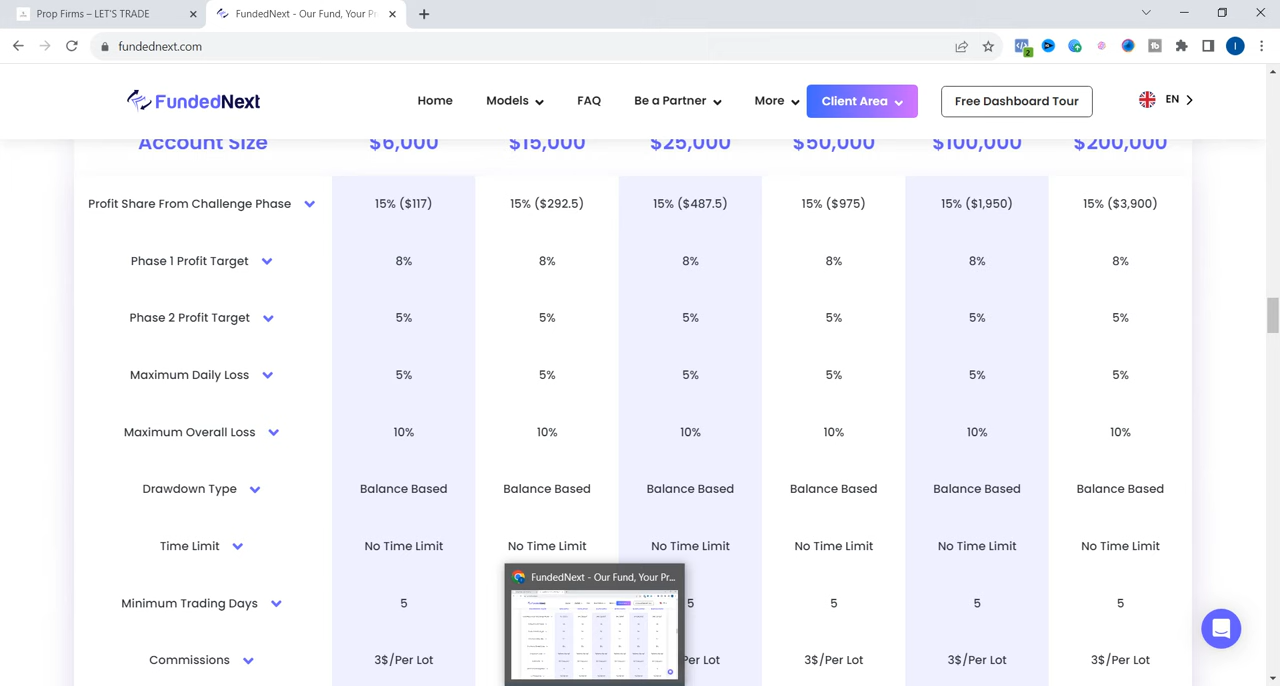 Prop Firms – LET'S TRADE
FundedNext - Our Fund, Your Pr
fundednext.com
2
I
FundedNext
Home
Models
FAQ
Be a Partner
More
Client Area
Free Dashboard Tour
EN
Account Size $6,000 $15,000 $25,000 $50,000 $100,000 $200,000
Profit Share From Challenge Phase 15% ($117) 15% ($292.5) 15% ($487.5) 15% ($975) 15% ($1,950) 15% ($3,900)
Phase 1 Profit Target 8% 8% 8% 8% 8% 8%
Phase 2 Profit Target 5% 5% 5% 5% 5% 5%
Maximum Daily Loss 5% 5% 5% 5% 5% 5%
Maximum Overall Loss 10% 10% 10% 10% 10% 10%
Drawdown Type Balance Based Balance Based Balance Based Balance Based Balance Based Balance Based
Time Limit No Time Limit No Time Limit No Time Limit No Time Limit No Time Limit No Time Limit
FundedNext - Our Fund, Your Pr...
FundedNext
Minimum Trading Days 5 5 5 5 5
Commissions 3$/Per Lot Per Lot 3$/Per Lot 3$/Per Lot 3$/Per Lot